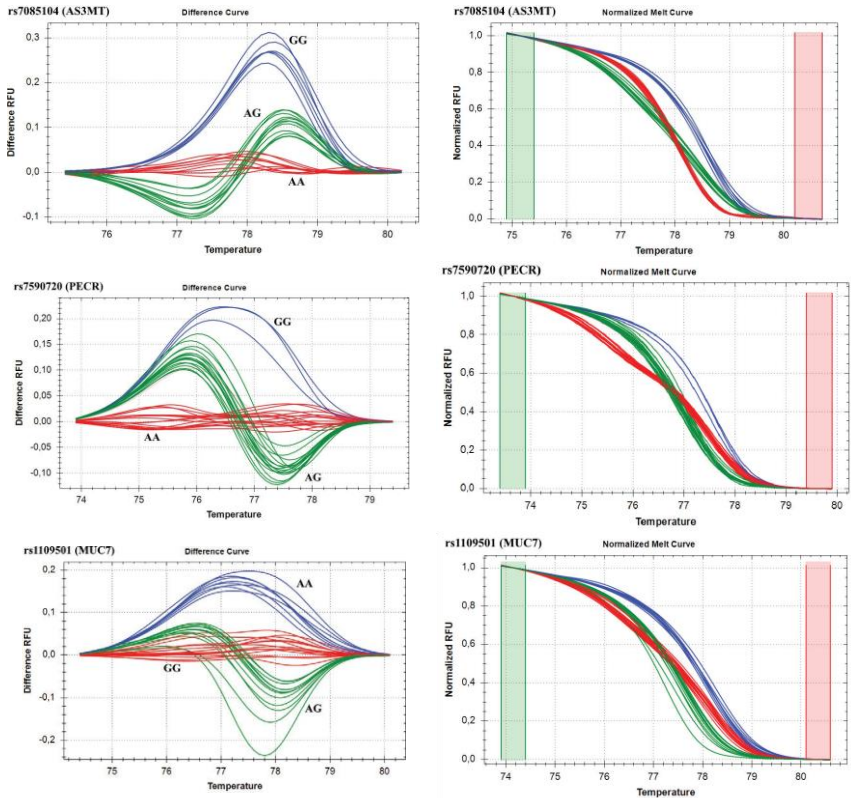 rs7085104 (AS3MT)
Difference Curve
0,3
0,2
0,1
0,0
-0,1
Difference RFU
GG
AG
AA
76
77
78
79
80
Temperature
rs7085104 (AS3MT)
Normalized Melt Curve
1,0
0,8
0,6
0,4
0,2
0,0
Normalized RFU
75
76
77
78
79
80
Temperature
rs7590720 (PECR)
Difference Curve
0,20
0,15
0,10
0,05
0,00
-0,05
-0,10
Difference RFU
GG
AA
AG
74
75
76
77
78
79
Temperature
rs7590720 (PECR)
Normalized Melt Curve
1,0
0,8
0,6
0,4
0,2
0,0
Normalized RFU
74
75
76
77
78
79
80
Temperature
rs1109501 (MUC7)
Difference Curve
0,2
0,1
0,0
-0,1
-0,2
Difference RFU
AA
GG
AG
75
76
77
78
79
80
Temperature
rs1109501 (MUC7)
Normalized Melt Curve
1,0
0,8
0,6
0,4
0,2
0,0
Normalized RFU
74
75
76
77
78
79
80
Temperature